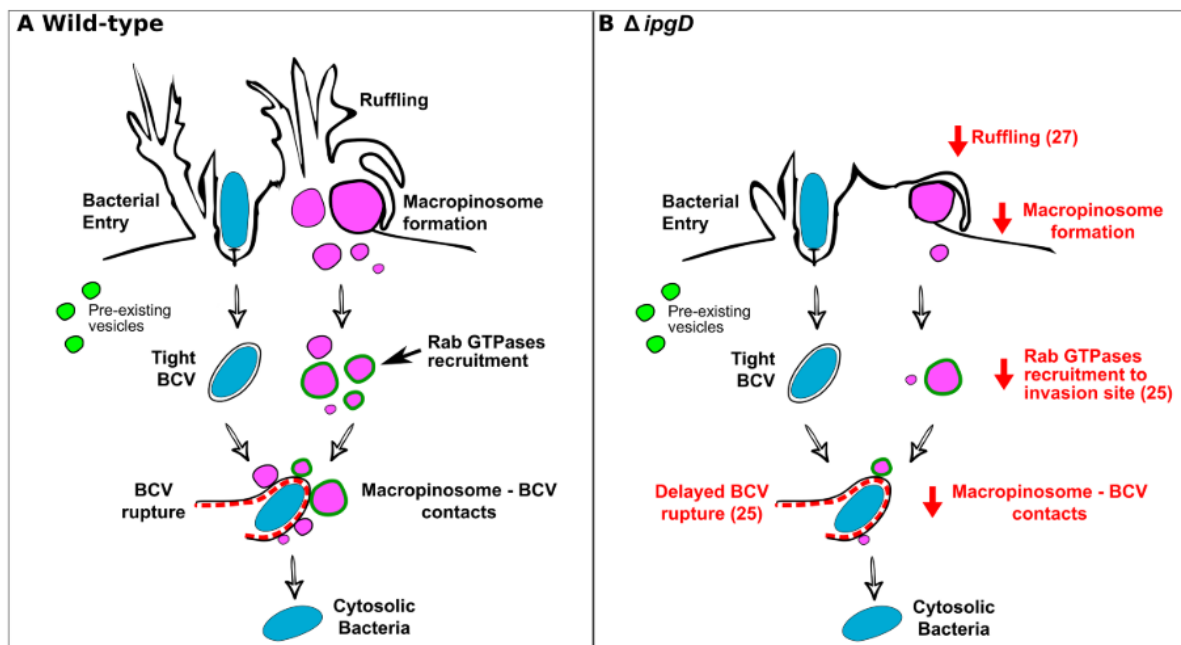 A Wild-type
Ruffling
Bacterial
Entry
Macropinosome
formation
Pre-existing
vesicles
Tight
BCV
Rab GTPases
recruitment
BCV
rupture
Macropinosome - BCV
contacts
Cytosolic
Bacteria
B Δ ipgD
Ruffling (27)
Bacterial
Entry
Macropinosome
formation
Pre-existing
vesicles
Tight
BCV
Rab GTPases
recruitment to
invasion site (25)
Delayed BCV
rupture (25)
Macropinosome - BCV
contacts
Cytosolic
Bacteria